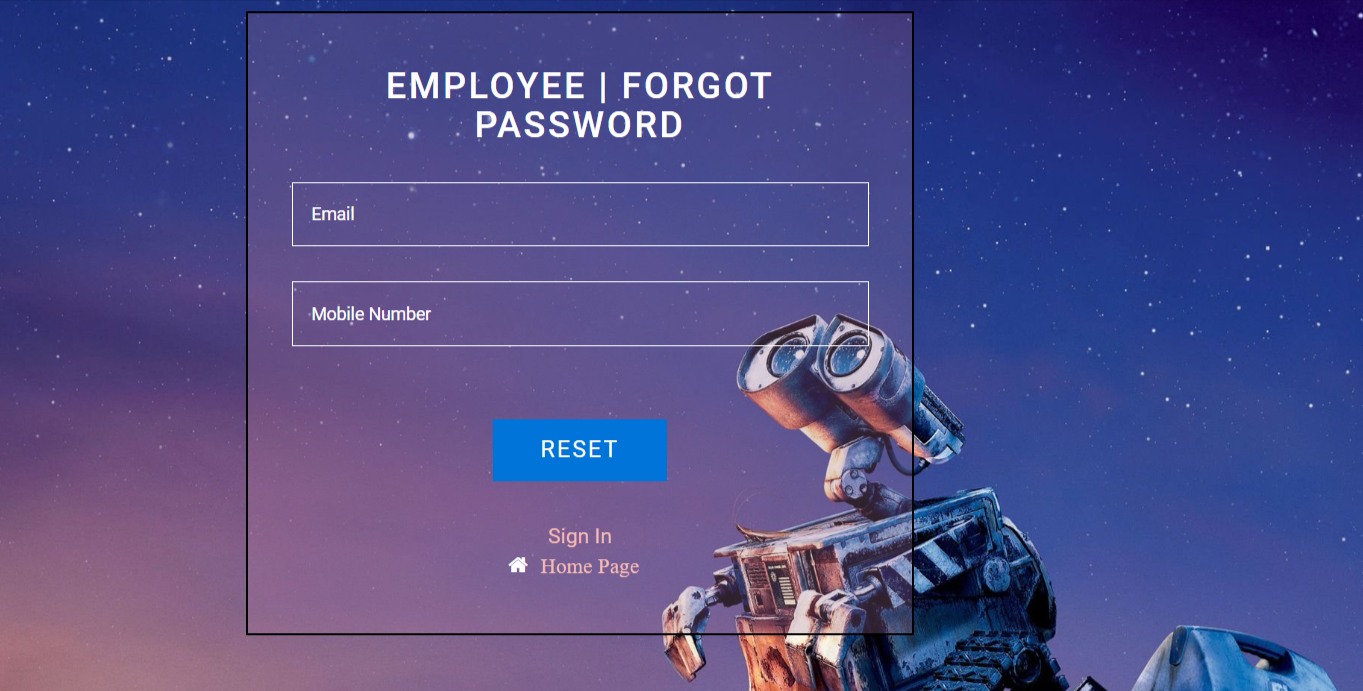 EMPLOYEE | FORGOT
PASSWORD
Email
Mobile Number
RESET
Sign In
Home Page